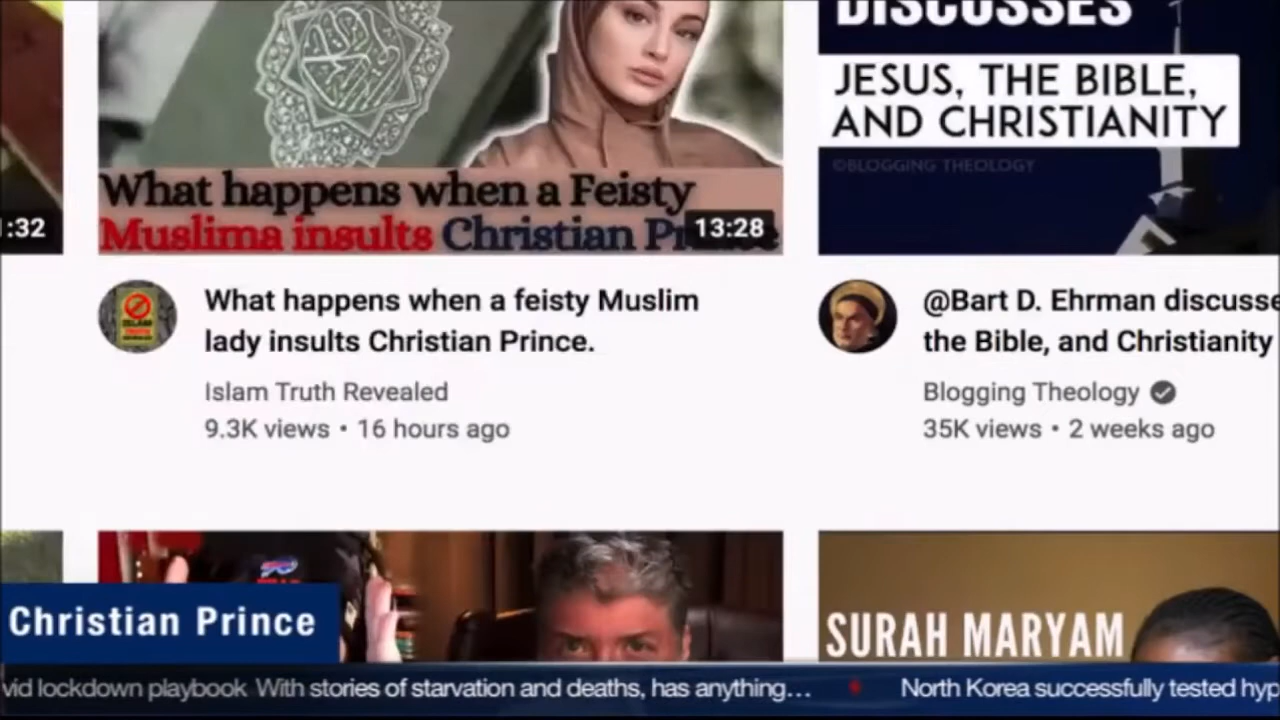 DISCUSSES
JESUS, THE BIBLE,
AND CHRISTIANITY
©BLOGGING THEOLOGY
What happens when a Feisty
Muslima insults Christian
:32
13:28
What happens when a feisty Muslim
lady insults Christian Prince.
Islam Truth Revealed
9.3K views • 16 hours ago
@Bart D. Ehrman discusse
the Bible, and Christianity
Blogging Theology
35K views • 2 weeks ago
Christian Prince
SURAH MARYAM
vid lockdown playbook With stories of starvation and deaths, has anything…
North Korea successfully tested hyp